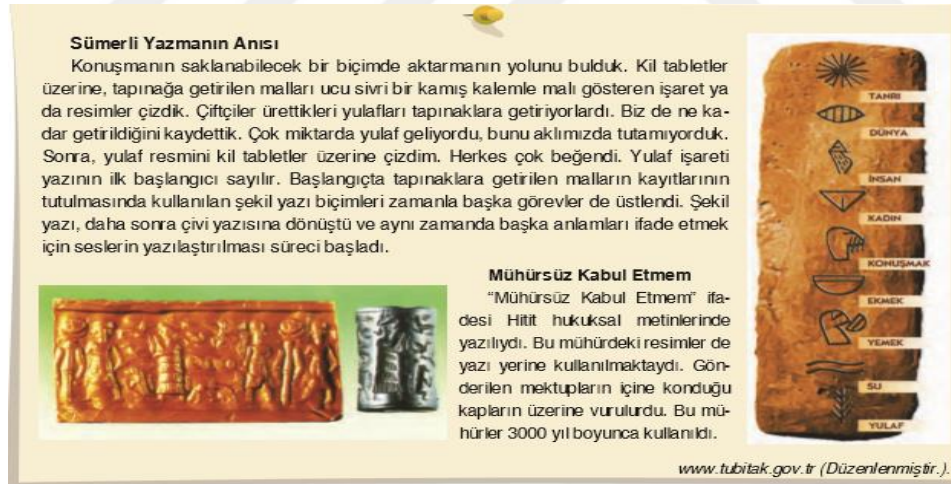 Sümerli Yazmanın Anısı
Konuşmanın saklanabilecek bir biçimde aktarmanın yolunu bulduk. Kil tabletler
üzerine, tapınağa getirilen malları ucu sivri bir kamış kalemle malı gösteren işaret ya
da resimler çizdik. Çiftçiler ürettikleri yulafları tapınaklara getiriyorlardı. Biz de ne ka-
dar getirildiğini kaydettik. Çok miktarda yulaf geliyordu, bunu aklımızda tutamıyorduk.
Sonra, yulaf resmini kil tabletler üzerine çizdim. Herkes çok beğendi. Yulaf işareti
yazının ilk başlangıcı sayılır. Başlangıçta tapınaklara getirilen malların kayıtlarının
tutulmasında kullanılan şekil yazı biçimleri zamanla başka görevler de üstlendi. Şekil
yazı, daha sonra çivi yazısına dönüştü ve aynı zamanda başka anlamları ifade etmek
için seslerin yazılaştırılması süreci başladı.
Mühürsüz Kabul Etmem
“Mühürsüz Kabul Etmem” ifa-
desi Hitit hukuksal metinlerinde
yazılıydı. Bu mühürdeki resimler de
yazı yerine kullanılmaktaydı. Gön-
derilen mektupların içine konduğu
kapların üzerine vurulurdu. Bu mü-
hürler 3000 yıl boyunca kullanıldı.
TANRI
DÜNYA
İNSAN
KADIN
KONUŞMAK
EKMEK
YEMEK
SU
YULAF
www.tubitak.gov.tr (Düzenlenmiştir.).